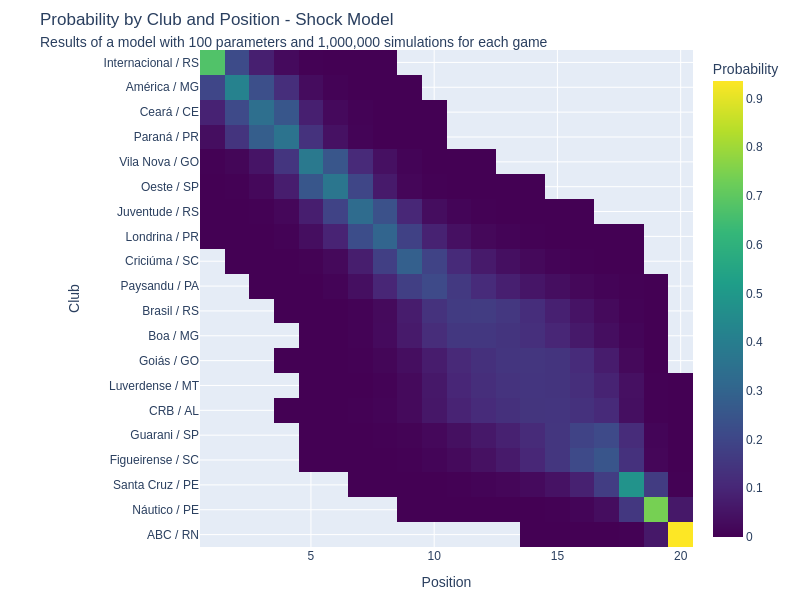 Probability by Club and Position - Shock Model
Results of a model with 100 parameters and 1,000,000 simulations for each game
Probability
Internacional / RS
América / MG
Ceará / CE
Paraná / PR
Vila Nova / GO
Oeste / SP
Juventude / RS
Londrina / PR
Criciúma / SC
Paysandu / PA
Brasil / RS
Boa / MG
Goiás / GO
Luverdense / MT
CRB / AL
Guarani / SP
Figueirense / SC
Santa Cruz / PE
Náutico / PE
ABC / RN
Club
5
10
15
20
Position
0.9
0.8
0.7
0.6
0.5
0.4
0.3
0.2
0.1
0